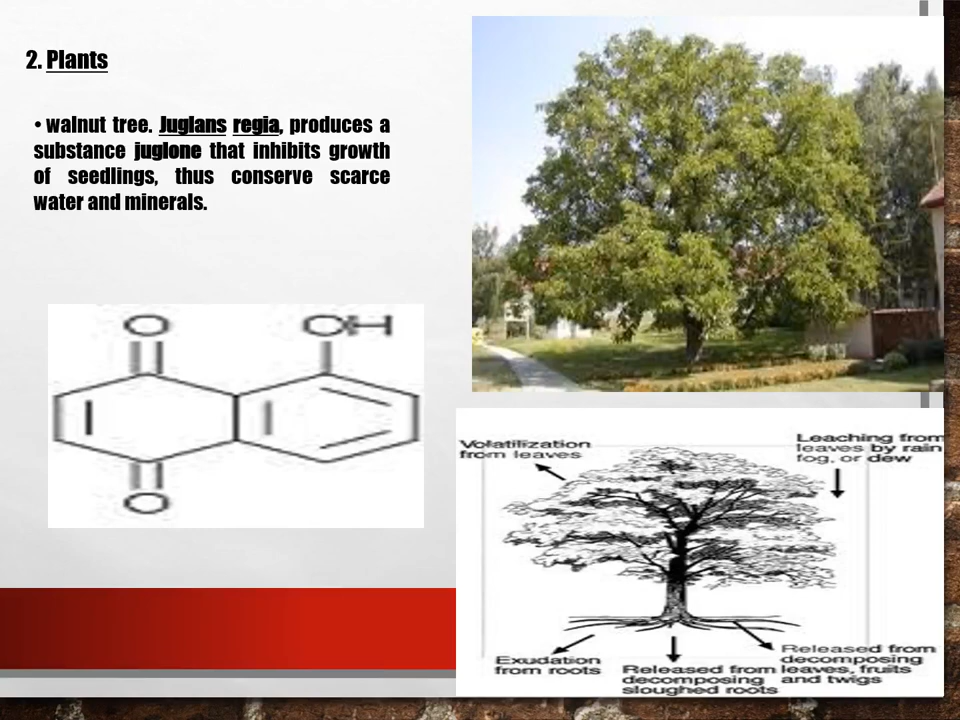 2. Plants
• walnut tree. Juglans regia, produces a
substance juglone that inhibits growth
of seedlings, thus conserve scarce
water and minerals.
O
OH
O
Volatilization
from leaves
Leaching from
leaves by rain
fog, or dew
Exudation
from roots
Released from
decomposing
sloughed roots
Released from
decomposing
leaves, fruits
and twigs